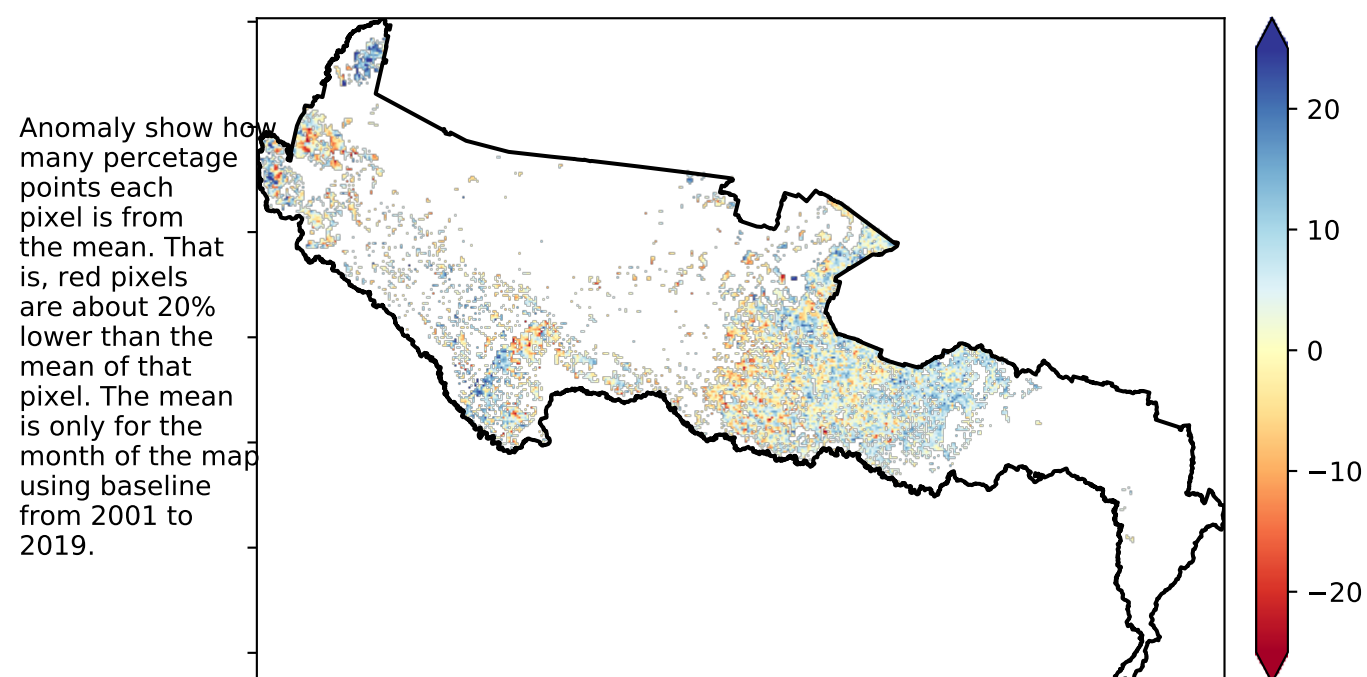 Anomaly show how
many percetage
points each
pixel is from
the mean. That
is, red pixels
are about 20%
lower than the
mean of that
pixel. The mean
is only for the
month of the map
using baseline
from 2001 to
2019.
20
10
0
−10
−20